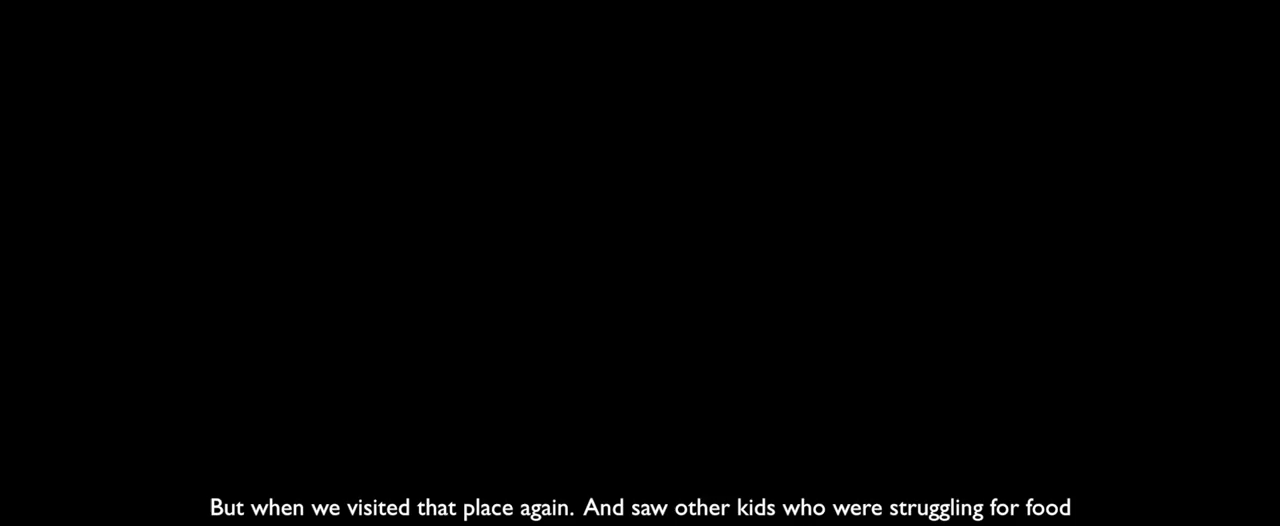 But when we visited that place again. And saw other kids who were struggling for food